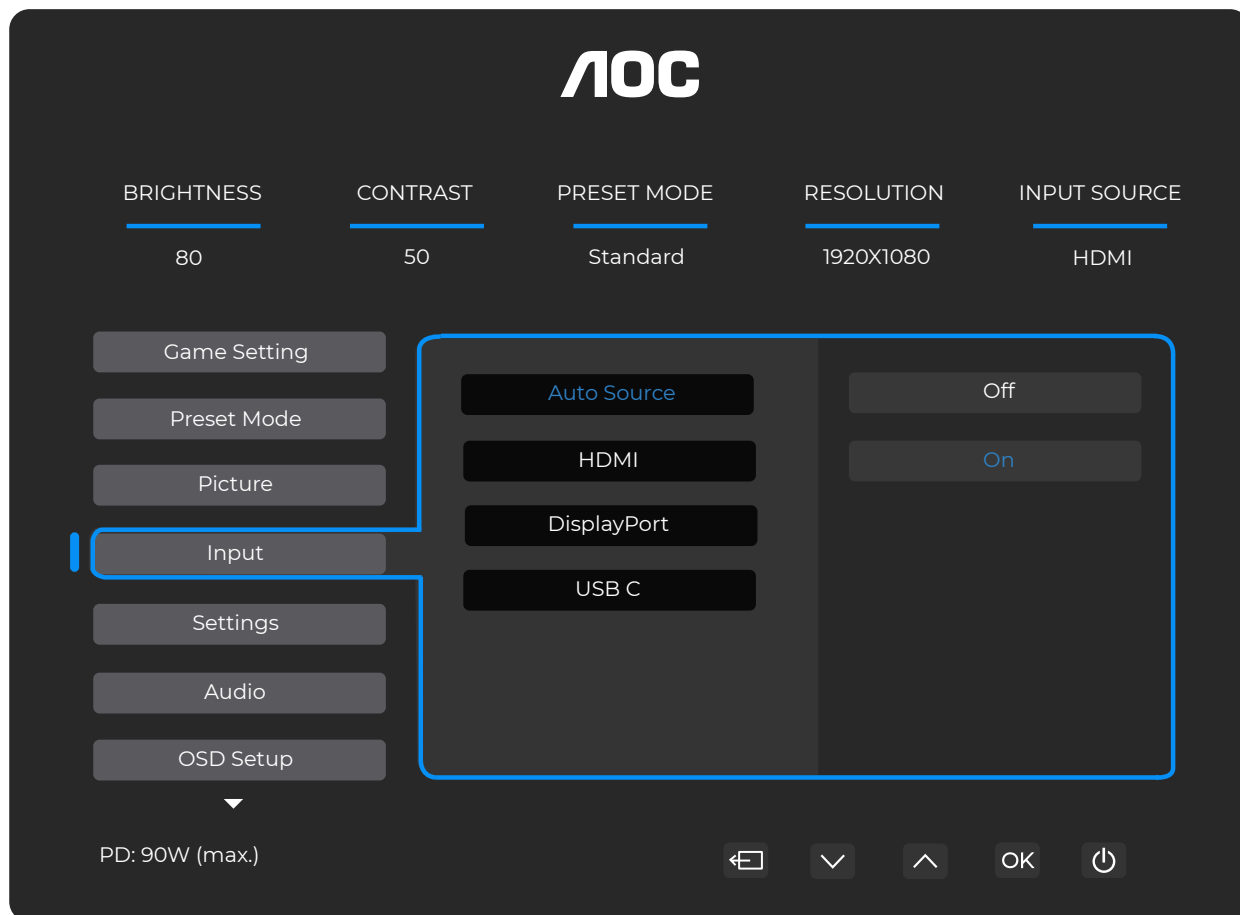 AOC
BRIGHTNESS CONTRAST PRESET MODE RESOLUTION INPUT SOURCE
80 50 Standard 1920X1080 HDMI
Game Setting
Preset Mode
Picture
Input
Settings
Audio
OSD Setup
Auto Source
HDMI
DisplayPort
USB C
Off
On
PD: 90W (max.)
OK